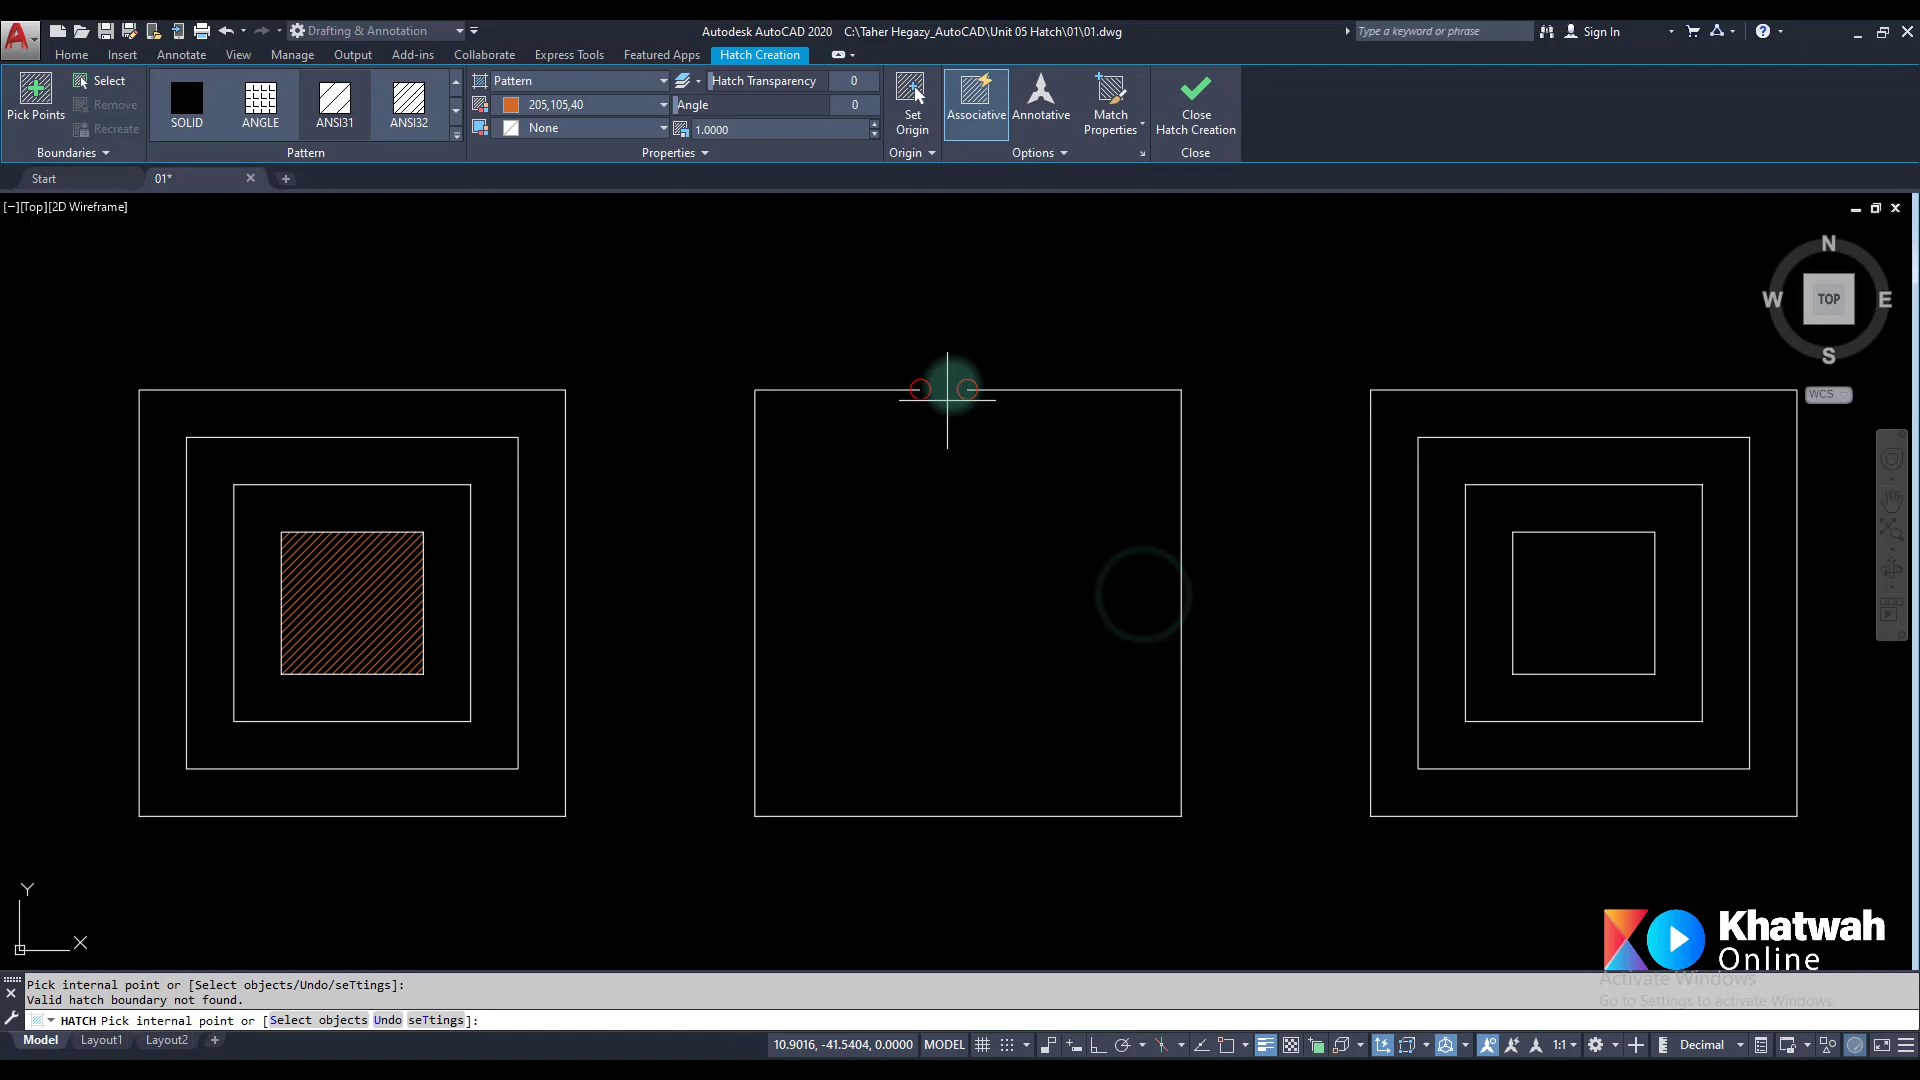 Drafting & Annotation
Autodesk AutoCAD 2020 C:\Taher Hegazy_AutoCAD\Unit 05 Hatch\01\01.dwg
Type a keyword or phrase
Sign In
Home Insert Annotate View Manage Output Add-ins Collaborate Express Tools Featured Apps Hatch Creation
Pick Points
Select
Remove
Recreate
Boundaries
SOLID
ANGLE
ANSI31
ANSI32
Pattern
Pattern
205,105,40
None
Hatch Transparency 0
Angle 0
1.0000
Properties
Set
Origin
Origin
Associative
Annotative
Match
Properties
Options
Close
Hatch Creation
Close
Start
01*
[−][Top][2D Wireframe]
N
W
TOP
E
S
WCS
Y
X
Khatwah
Online
Activate Windows
Go to Settings to activate Windows.
Pick internal point or [Select objects/Undo/seTtings]:
Valid hatch boundary not found.
HATCH Pick internal point or [Select objects Undo seTtings]:
Model Layout1 Layout2
10.9016, -41.5404, 0.0000 MODEL
1:1
Decimal